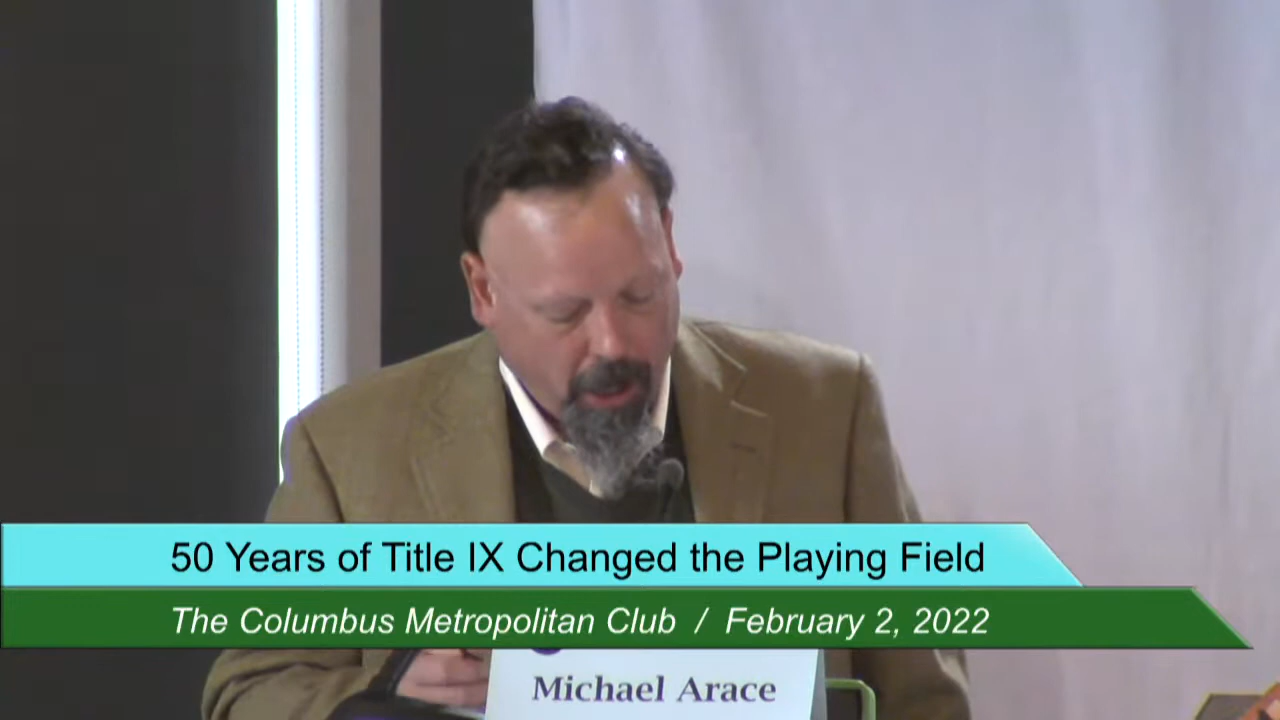 50 Years of Title IX Changed the Playing Field
The Columbus Metropolitan Club / February 2, 2022
Michael Arace